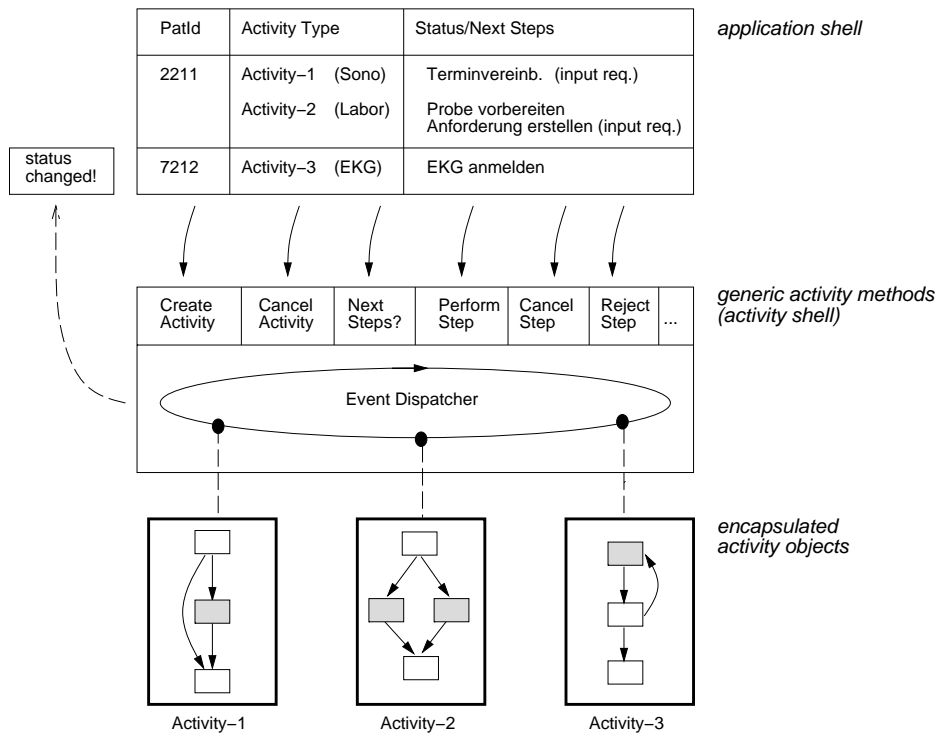 PatId Activity Type Status/Next Steps
application shell
2211 Activity−1 (Sono) Terminvereinb. (input req.)
Activity−2 (Labor) Probe vorbereiten
Anforderung erstellen (input req.)
status
changed!
7212 Activity−3 (EKG) EKG anmelden
Create
Activity
Cancel
Activity
Next
Steps?
Perform
Step
Cancel
Step
Reject
Step
...
generic activity methods
(activity shell)
Event Dispatcher
encapsulated
activity objects
Activity−1
Activity−2
Activity−3